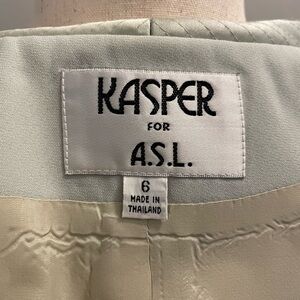 KASPER
FOR
A.S.L.
6
MADE IN
THAILAND